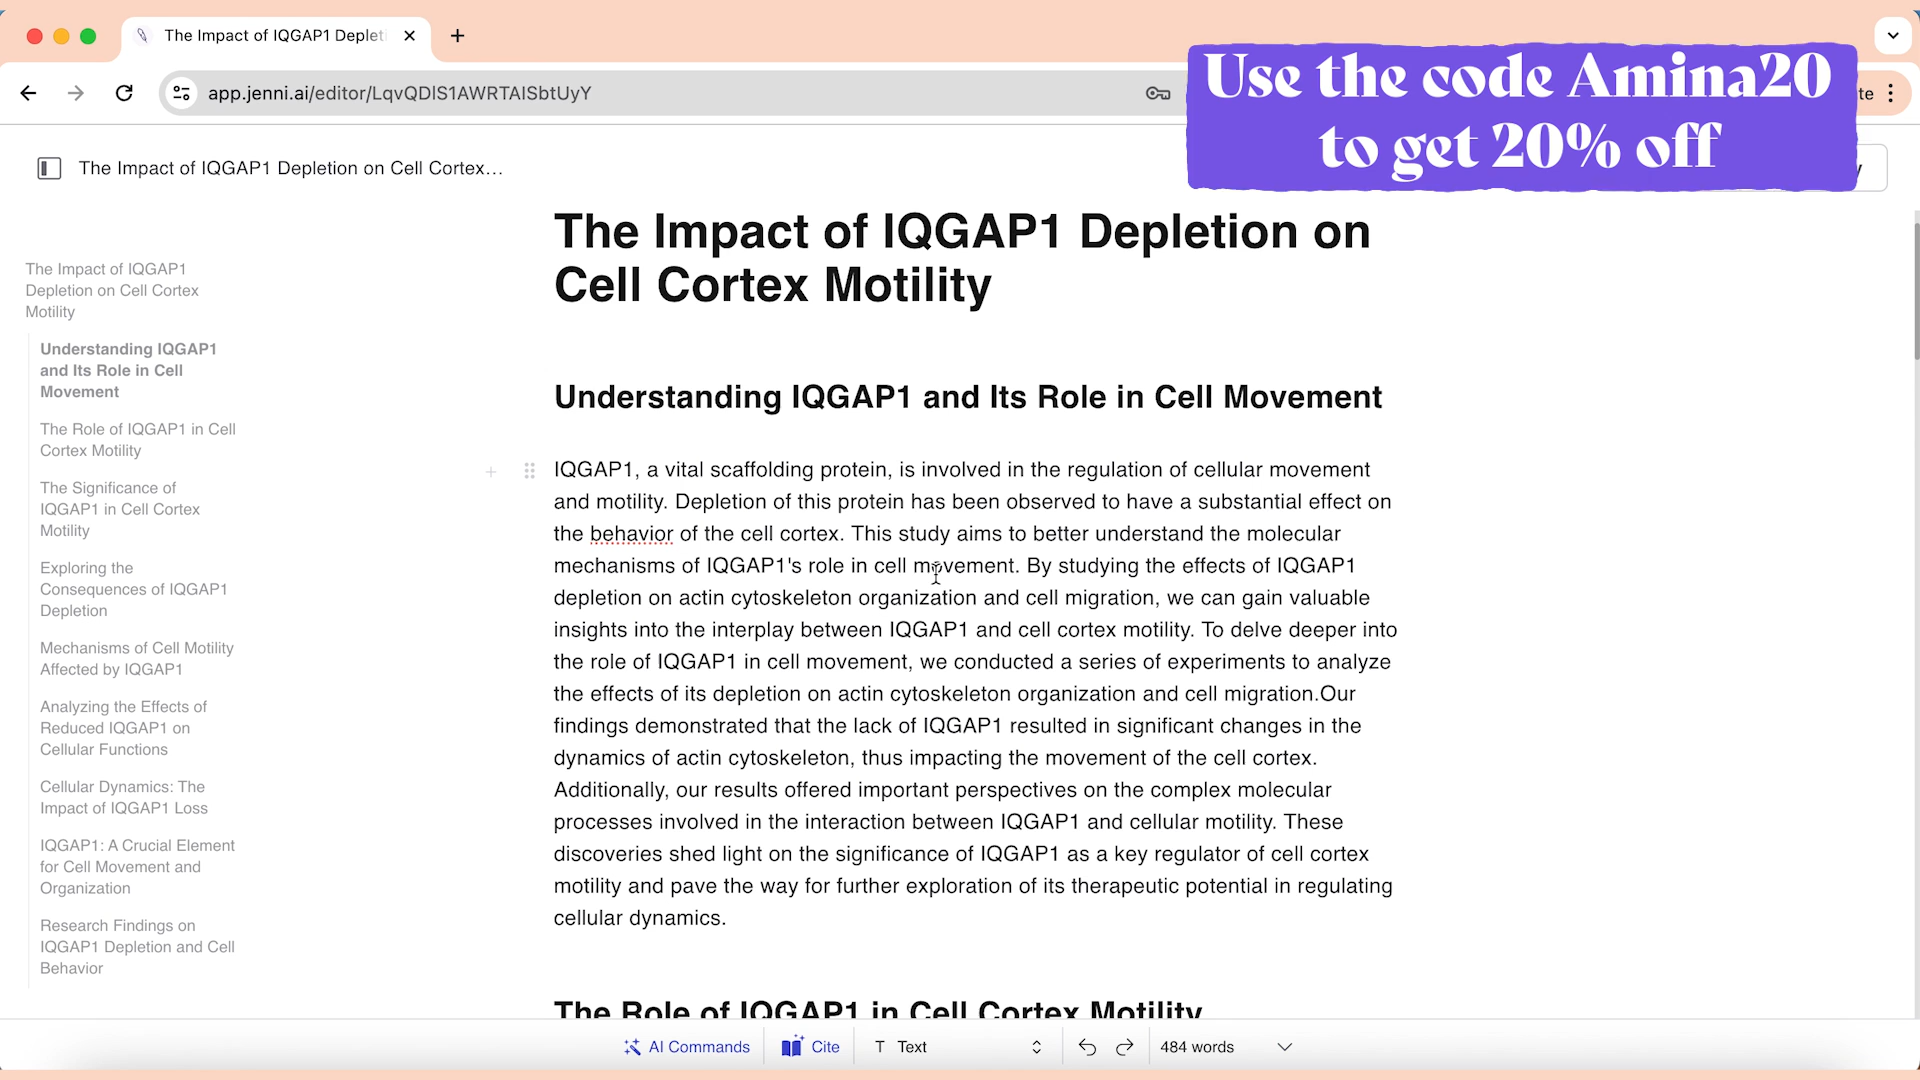 The Impact of IQGAP1 Deplet
app.jenni.ai/editor/LqvQDIS1AWRTAISbtUyY
Use the code Amina20
to get 20% off
te
The Impact of IQGAP1 Depletion on Cell Cortex...
The Impact of IQGAP1
Depletion on Cell Cortex
Motility
Understanding IQGAP1
and Its Role in Cell
Movement
The Role of IQGAP1 in Cell
Cortex Motility
The Significance of
IQGAP1 in Cell Cortex
Motility
Exploring the
Consequences of IQGAP1
Depletion
Mechanisms of Cell Motility
Affected by IQGAP1
Analyzing the Effects of
Reduced IQGAP1 on
Cellular Functions
Cellular Dynamics: The
Impact of IQGAP1 Loss
IQGAP1: A Crucial Element
for Cell Movement and
Organization
Research Findings on
IQGAP1 Depletion and Cell
Behavior
The Impact of IQGAP1 Depletion on
Cell Cortex Motility
Understanding IQGAP1 and Its Role in Cell Movement
IQGAP1, a vital scaffolding protein, is involved in the regulation of cellular movement
and motility. Depletion of this protein has been observed to have a substantial effect on
the behavior of the cell cortex. This study aims to better understand the molecular
mechanisms of IQGAP1's role in cell movement. By studying the effects of IQGAP1
depletion on actin cytoskeleton organization and cell migration, we can gain valuable
insights into the interplay between IQGAP1 and cell cortex motility. To delve deeper into
the role of IQGAP1 in cell movement, we conducted a series of experiments to analyze
the effects of its depletion on actin cytoskeleton organization and cell migration.Our
findings demonstrated that the lack of IQGAP1 resulted in significant changes in the
dynamics of actin cytoskeleton, thus impacting the movement of the cell cortex.
Additionally, our results offered important perspectives on the complex molecular
processes involved in the interaction between IQGAP1 and cellular motility. These
discoveries shed light on the significance of IQGAP1 as a key regulator of cell cortex
motility and pave the way for further exploration of its therapeutic potential in regulating
cellular dynamics.
The Role of IQGAP1 in Cell Cortex Motility
AI Commands
Cite
T Text
484 words